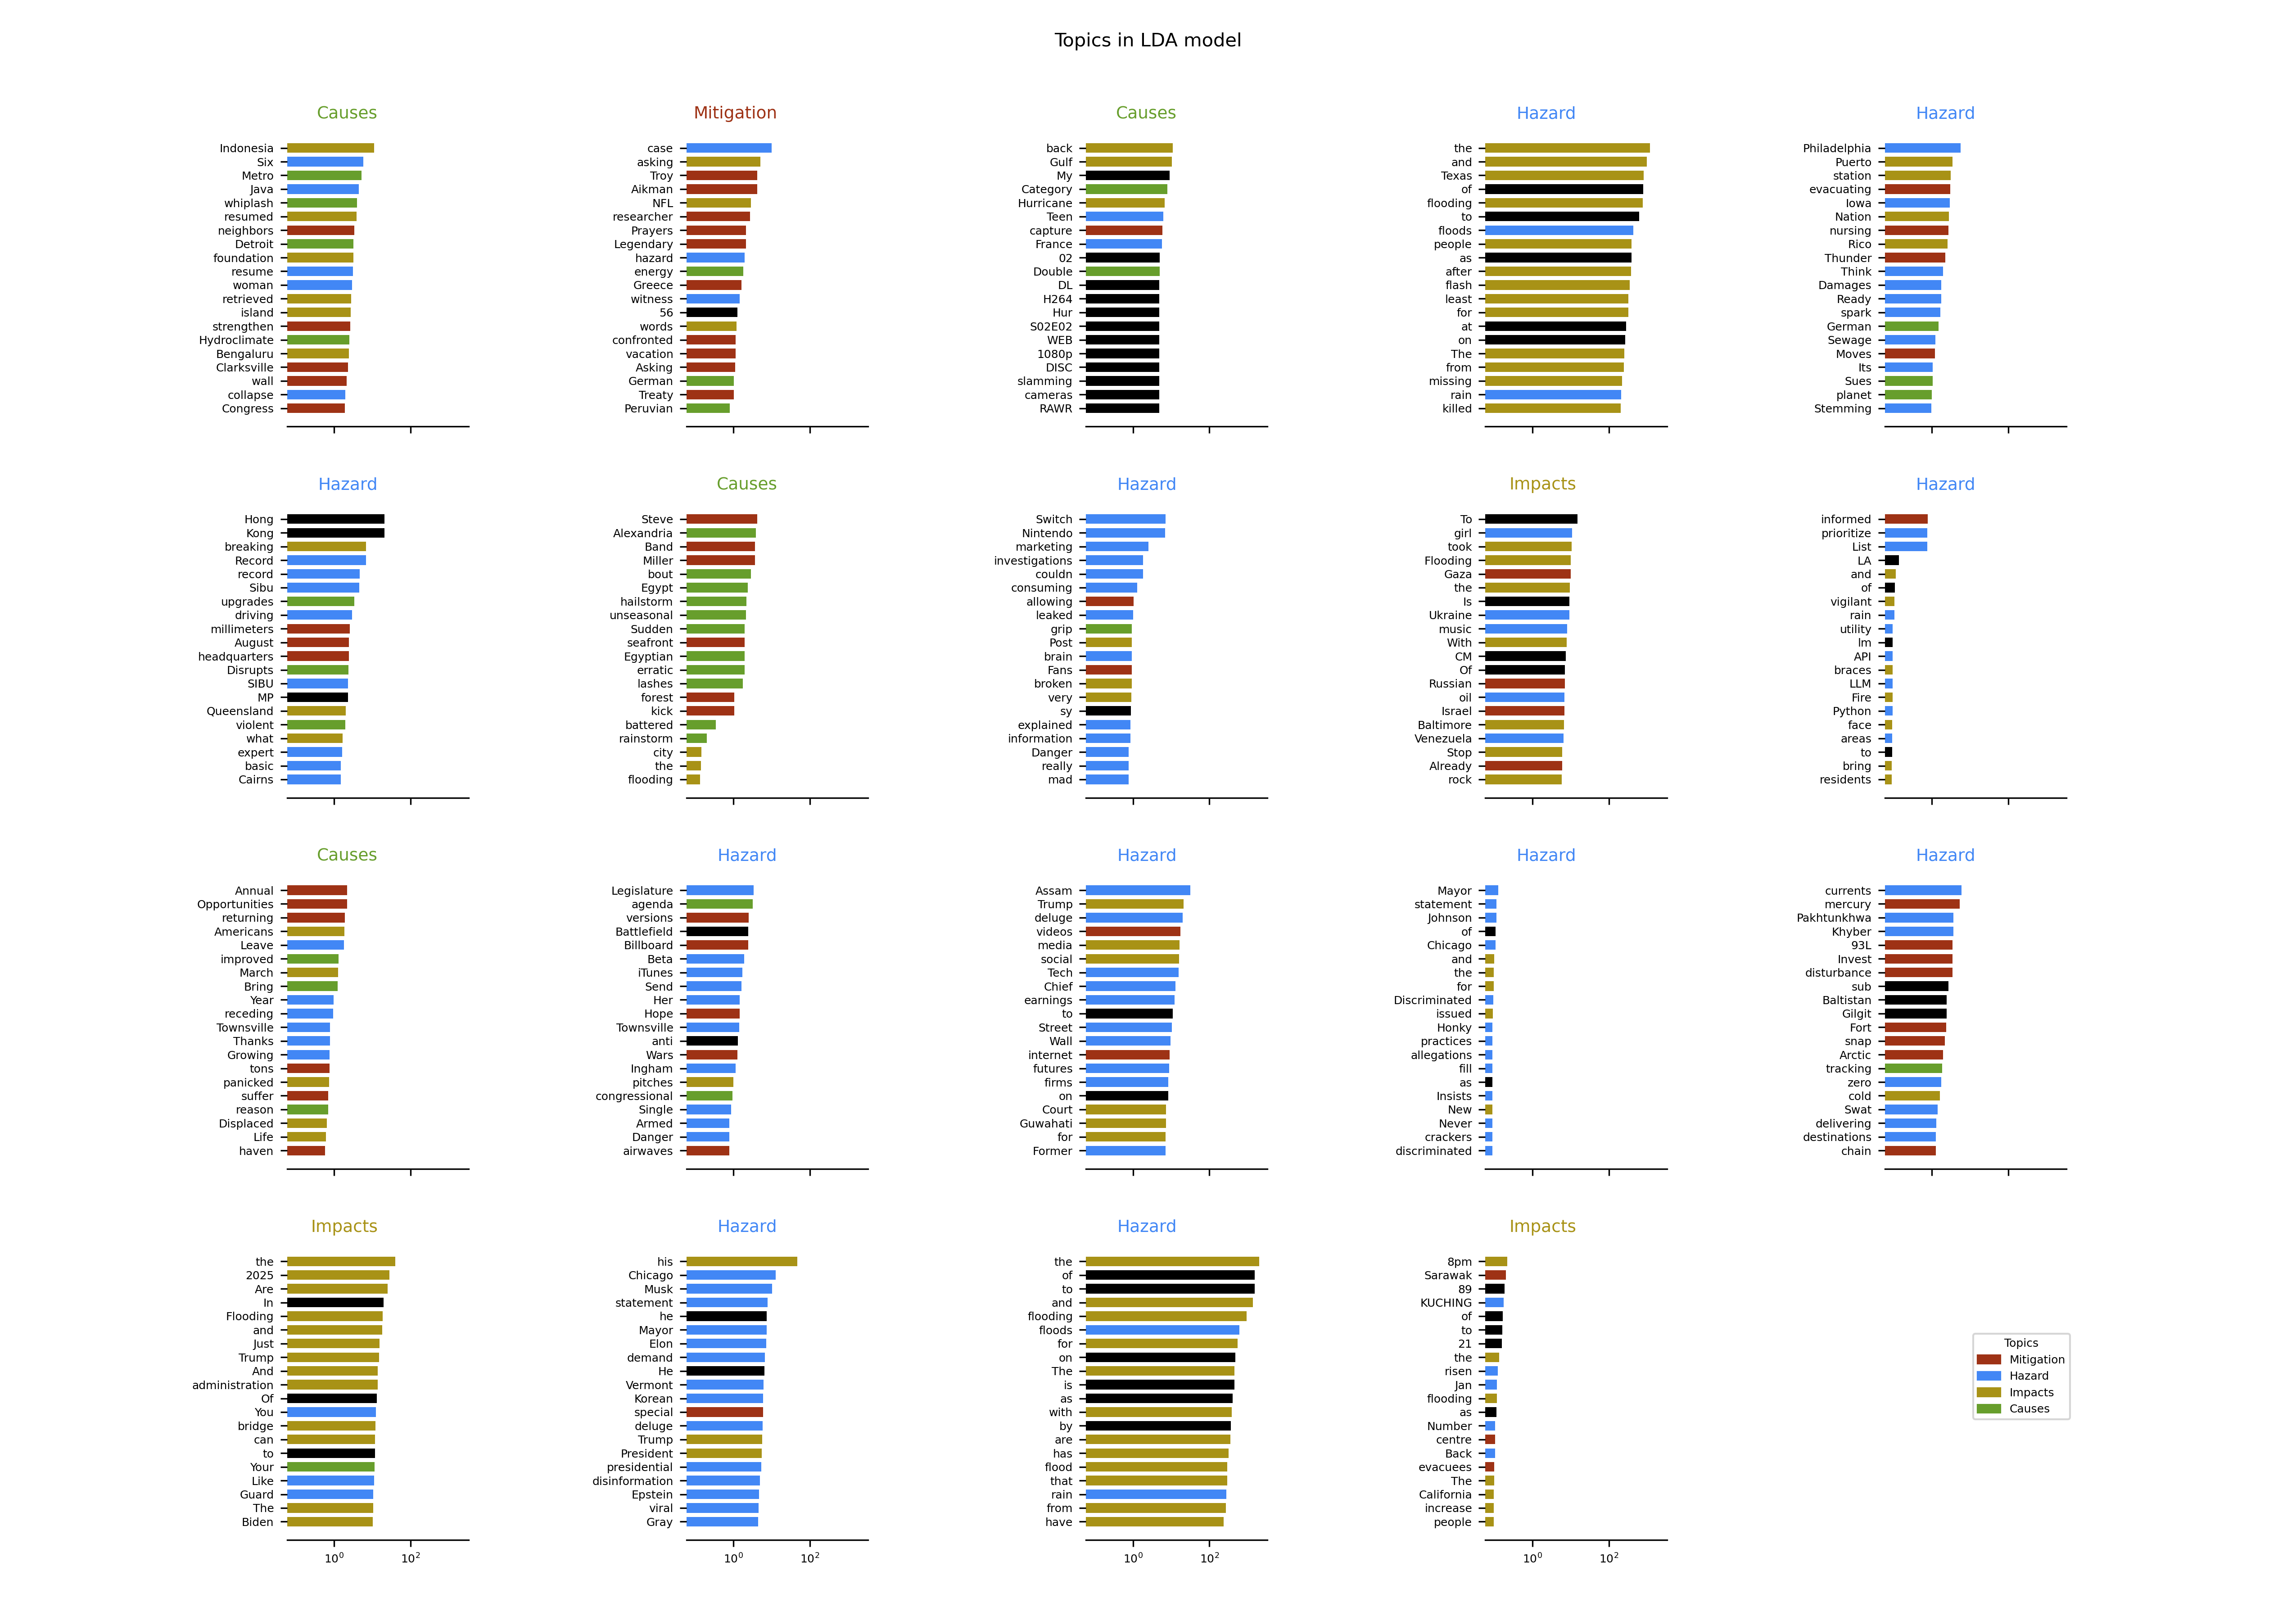 Topics in LDA model
Causes
Indonesia
Six
Metro
Java
whiplash
resumed
neighbors
Detroit
foundation
resume
woman
retrieved
island
strengthen
Hydroclimate
Bengaluru
Clarksville
wall
collapse
Congress
Mitigation
case
asking
Troy
Aikman
NFL
researcher
Prayers
Legendary
hazard
energy
Greece
witness
56
words
confronted
vacation
Asking
German
Treaty
Peruvian
Causes
back
Gulf
My
Category
Hurricane
Teen
capture
France
02
Double
DL
H264
Hur
S02E02
WEB
1080p
DISC
slamming
cameras
RAWR
Hazard
the
and
Texas
of
flooding
to
floods
people
as
after
flash
least
for
at
on
The
from
missing
rain
killed
Hazard
Philadelphia
Puerto
station
evacuating
Iowa
Nation
nursing
Rico
Thunder
Think
Damages
Ready
spark
German
Sewage
Moves
Its
Sues
planet
Stemming
Hazard
Hong
Kong
breaking
Record
record
Sibu
upgrades
driving
millimeters
August
headquarters
Disrupts
SIBU
MP
Queensland
violent
what
expert
basic
Cairns
Causes
Steve
Alexandria
Band
Miller
bout
Egypt
hailstorm
unseasonal
Sudden
seafront
Egyptian
erratic
lashes
forest
kick
battered
rainstorm
city
the
flooding
Hazard
Switch
Nintendo
marketing
investigations
couldn
consuming
allowing
leaked
grip
Post
brain
Fans
broken
very
sy
explained
information
Danger
really
mad
Impacts
To
girl
took
Flooding
Gaza
the
Is
Ukraine
music
With
CM
Of
Russian
oil
Israel
Baltimore
Venezuela
Stop
Already
rock
Hazard
informed
prioritize
List
LA
and
of
vigilant
rain
utility
Im
API
braces
LLM
Fire
Python
face
areas
to
bring
residents
Causes
Annual
Opportunities
returning
Americans
Leave
improved
March
Bring
Year
receding
Townsville
Thanks
Growing
tons
panicked
suffer
reason
Displaced
Life
haven
Hazard
Legislature
agenda
versions
Battlefield
Billboard
Beta
iTunes
Send
Her
Hope
Townsville
anti
Wars
Ingham
pitches
congressional
Single
Armed
Danger
airwaves
Hazard
Assam
Trump
deluge
videos
media
social
Tech
Chief
earnings
to
Street
Wall
internet
futures
firms
on
Court
Guwahati
for
Former
Hazard
Mayor
statement
Johnson
of
Chicago
and
the
for
Discriminated
issued
Honky
practices
allegations
fill
as
Insists
New
Never
crackers
discriminated
Hazard
currents
mercury
Pakhtunkhwa
Khyber
93L
Invest
disturbance
sub
Baltistan
Gilgit
Fort
snap
Arctic
tracking
zero
cold
Swat
delivering
destinations
chain
Impacts
the
2025
Are
In
Flooding
and
Just
Trump
And
administration
Of
You
bridge
can
to
Your
Like
Guard
The
Biden
10⁰ 10²
Hazard
his
Chicago
Musk
statement
he
Mayor
Elon
demand
He
Vermont
Korean
special
deluge
Trump
President
presidential
disinformation
Epstein
viral
Gray
10⁰ 10²
Hazard
the
of
to
and
flooding
floods
for
on
The
is
as
with
by
are
has
flood
that
rain
from
have
10⁰ 10²
Impacts
8pm
Sarawak
89
KUCHING
of
to
21
the
risen
Jan
flooding
as
Number
centre
Back
evacuees
The
California
increase
people
10⁰ 10²
Topics
Mitigation
Hazard
Impacts
Causes